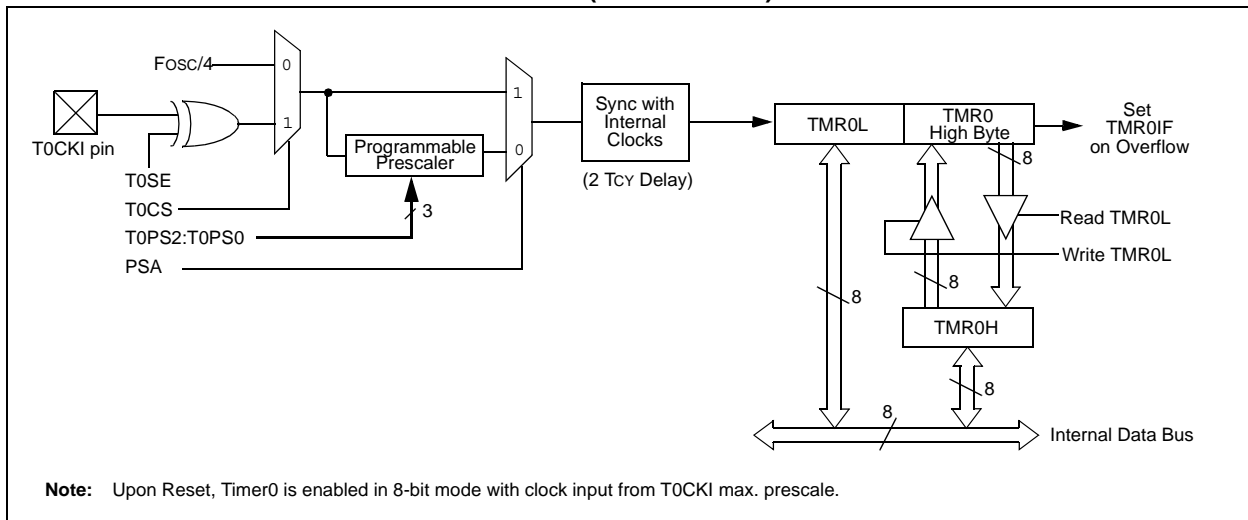 Fosc/4
0
1
T0CKI pin
T0SE
T0CS
T0PS2:T0PS0
PSA
Programmable
Prescaler
3
1
0
Sync with
Internal
Clocks
(2 TCY Delay)
TMR0L
TMR0
High Byte
Set
TMR0IF
on Overflow
8
Read TMR0L
Write TMR0L
8
8
TMR0H
8
8
Internal Data Bus
Note: Upon Reset, Timer0 is enabled in 8-bit mode with clock input from T0CKI max. prescale.